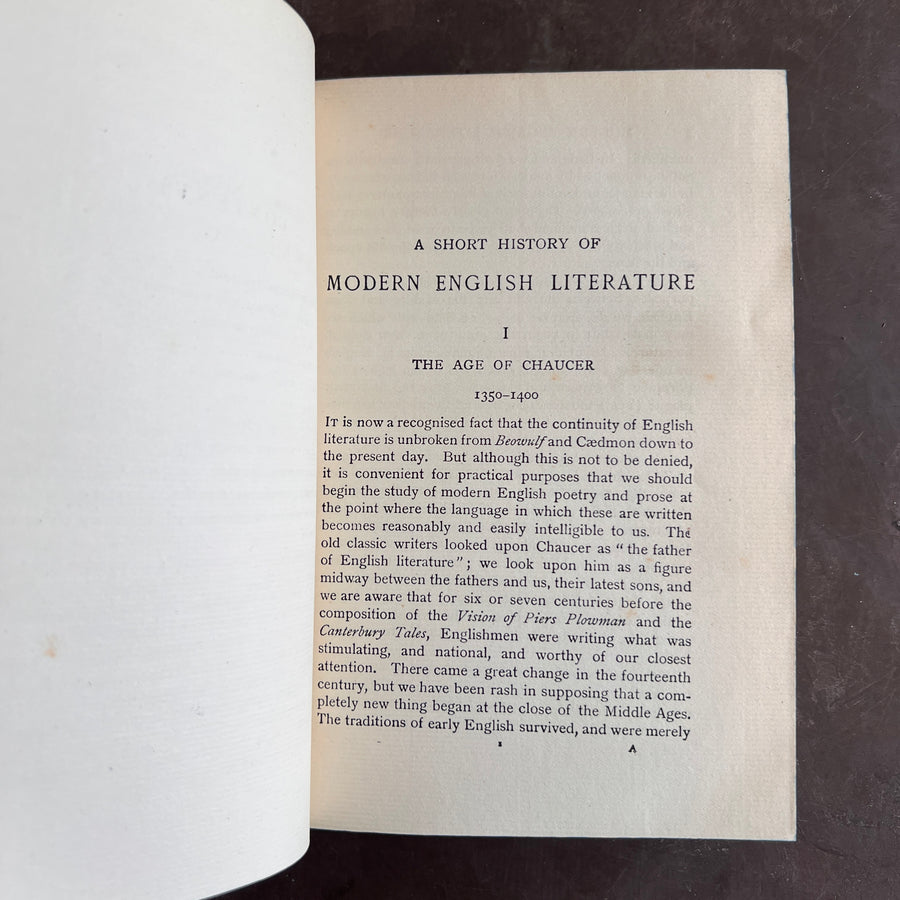 A SHORT HISTORY OF
MODERN ENGLISH LITERATURE
I
THE AGE OF CHAUCER
1350-1400
IT is now a recognised fact that the continuity of English
literature is unbroken from Beowulf and Cædmon down to
the present day. But although this is not to be denied,
it is convenient for practical purposes that we should
begin the study of modern English poetry and prose at
the point where the language in which these are written
becomes reasonably and easily intelligible to us. The
old classic writers looked upon Chaucer as “the father
of English literature”; we look upon him as a figure
midway between the fathers and us, their latest sons, and
we are aware that for six or seven centuries before the
composition of the Vision of Piers Plowman and the
Canterbury Tales, Englishmen were writing what was
stimulating, and national, and worthy of our closest
attention. There came a great change in the fourteenth
century, but we have been rash in supposing that a com-
pletely new thing began at the close of the Middle Ages.
The traditions of early English survived, and were merely
1 A